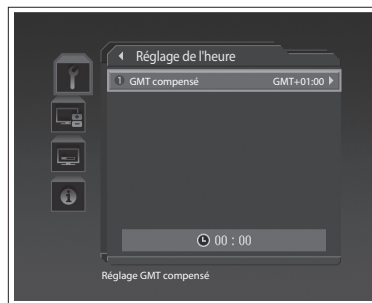 Réglage de l'heure
1 GMT compensé GMT+01:00
00 : 00
Réglage GMT compensé